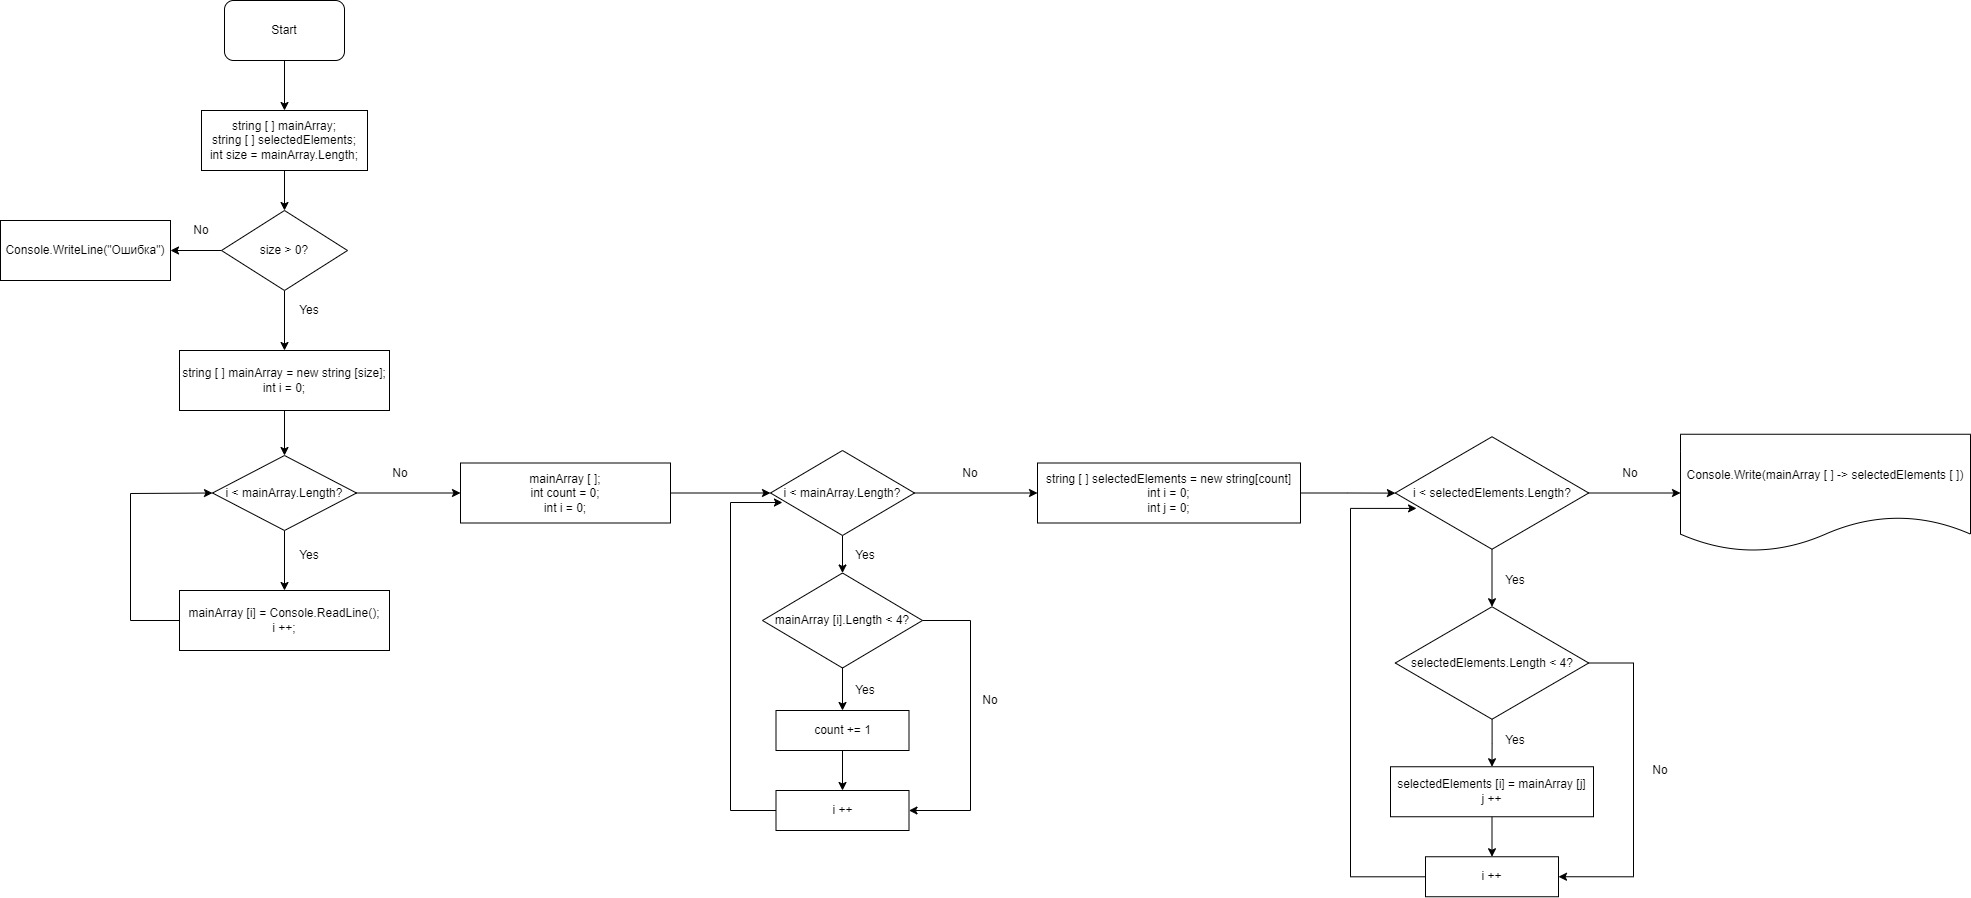 Start
string [ ] mainArray;
string [ ] selectedElements;
int size = mainArray.Length;
No
Console.WriteLine("Ошибка")
size > 0?
Yes
string [ ] mainArray = new string [size];
int i = 0;
i < mainArray.Length?
No
Yes
mainArray [i] = Console.ReadLine();
i ++;
mainArray [ ];
int count = 0;
int i = 0;
i < mainArray.Length?
No
Yes
mainArray [i].Length < 4?
Yes
No
count += 1
i ++
string [ ] selectedElements = new string[count]
int i = 0;
int j = 0;
i < selectedElements.Length?
No
Yes
selectedElements.Length < 4?
Yes
No
selectedElements [i] = mainArray [j]
j ++
i ++
Console.Write(mainArray [ ] -> selectedElements [ ])